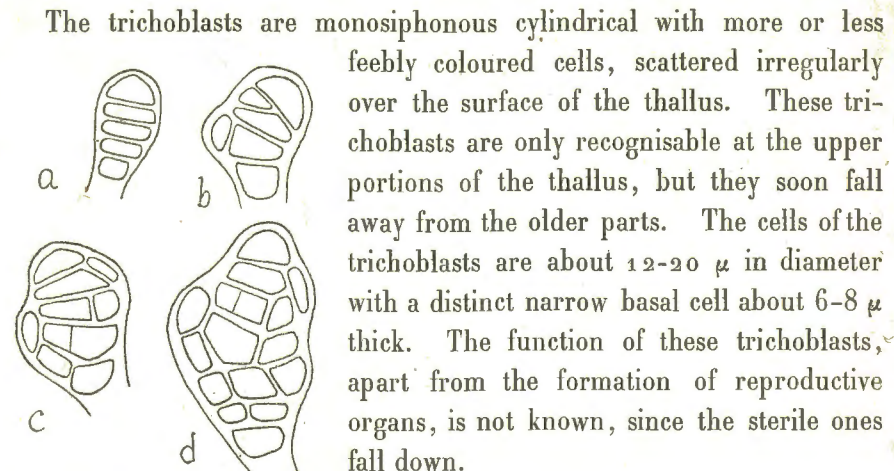 The trichoblasts are monosiphonous cylindrical with more or less
feebly coloured cells, scattered irregularly
over the surface of the thallus. These tri-
choblasts are only recognisable at the upper
portions of the thallus, but they soon fall
away from the older parts. The cells of the
trichoblasts are about 12-20 μ in diameter
with a distinct narrow basal cell about 6-8 μ
thick. The function of these trichoblasts,
apart from the formation of reproductive
organs, is not known, since the sterile ones
fall down.
a
b
c
d